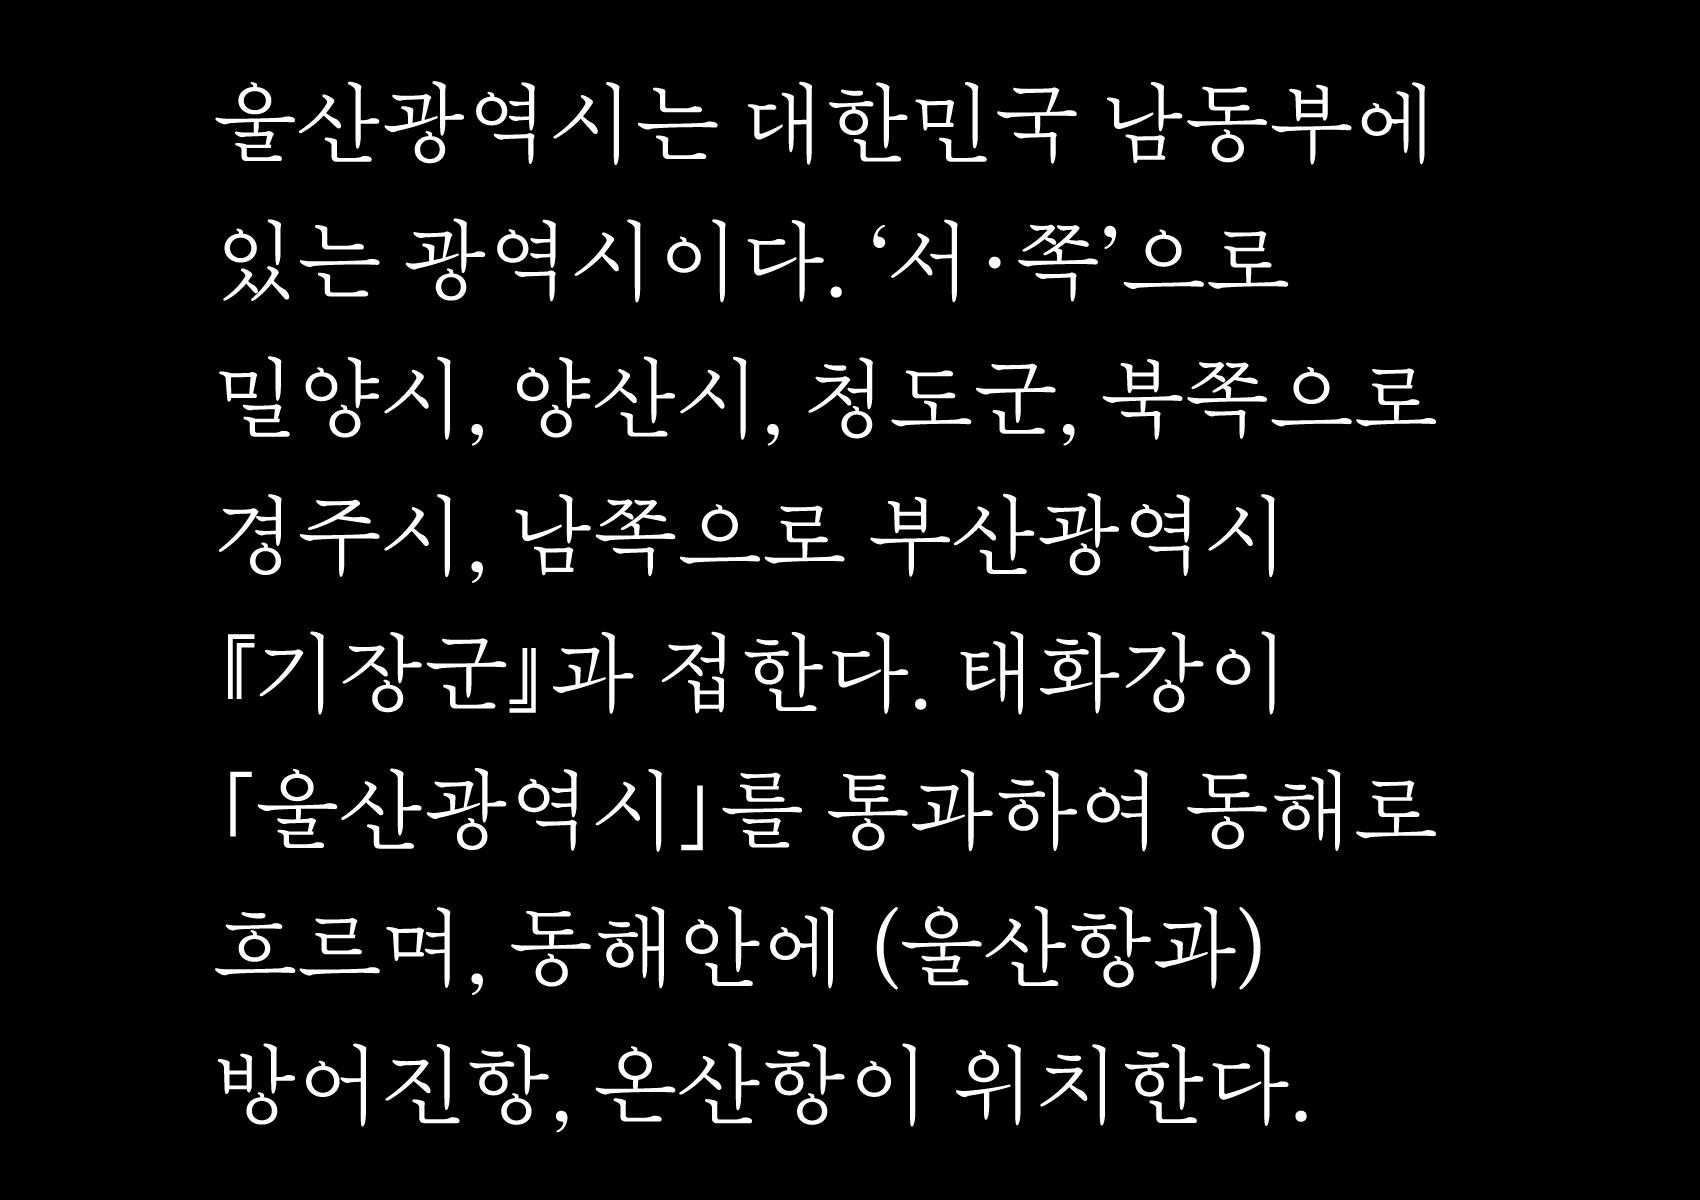 울산광역시는 대한민국 남동부에
있는 광역시이다. ‘서·쪽’으로
밀양시, 양산시, 청도군, 북쪽으로
경주시, 남쪽으로 부산광역시
『기장군』과 접한다. 태화강이
「울산광역시」를 통과하여 동해로
흐르며, 동해안에 (울산항과)
방어진항, 온산항이 위치한다.